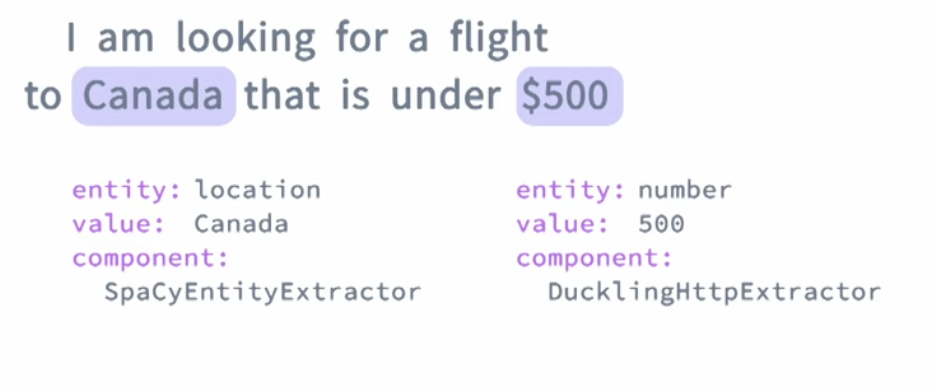 I am looking for a flight
to Canada that is under $500
entity: location
value: Canada
component:
SpaCyEntityExtractor
entity: number
value: 500
component:
DucklingHttpExtractor